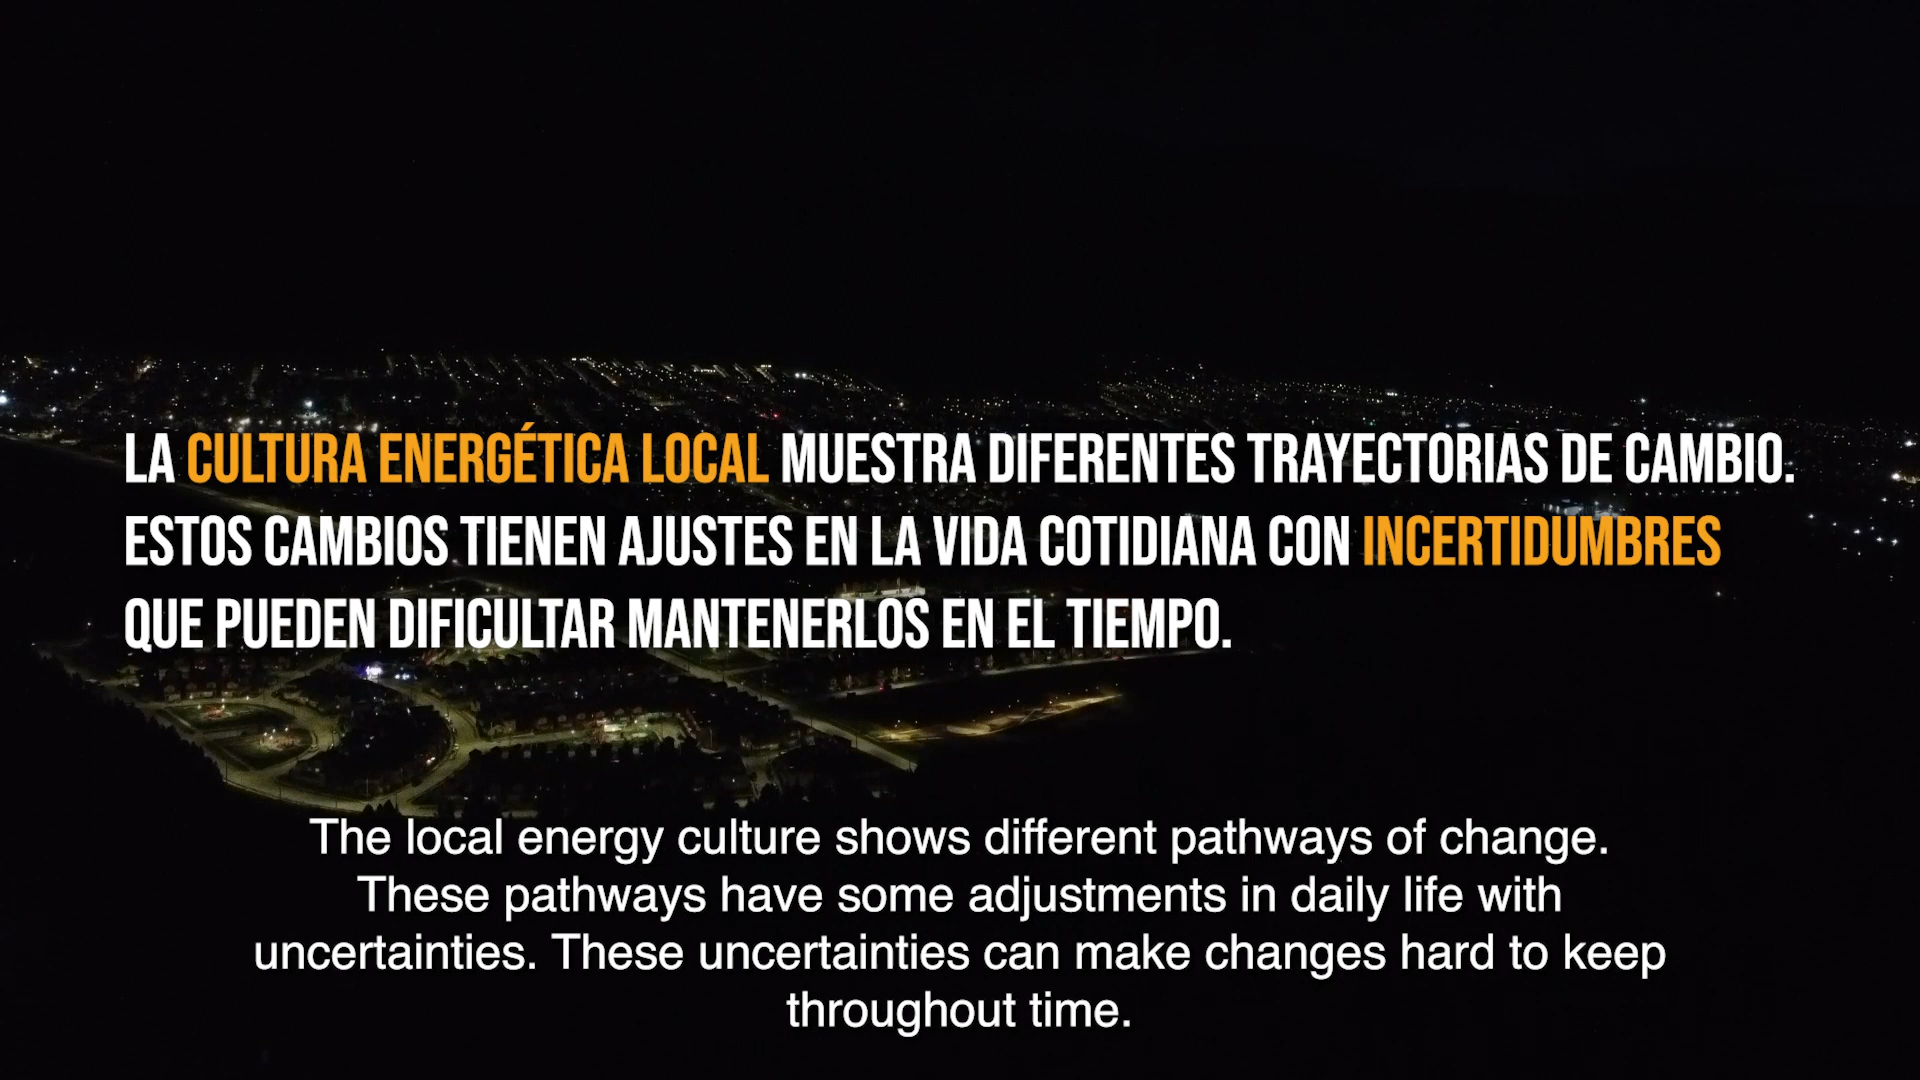 LA CULTURA ENERGÉTICA LOCAL MUESTRA DIFERENTES TRAYECTORIAS DE CAMBIO.
ESTOS CAMBIOS TIENEN AJUSTES EN LA VIDA COTIDIANA CON INCERTIDUMBRES
QUE PUEDEN DIFICULTAR MANTENERLOS EN EL TIEMPO.
The local energy culture shows different pathways of change.
These pathways have some adjustments in daily life with
uncertainties. These uncertainties can make changes hard to keep
throughout time.